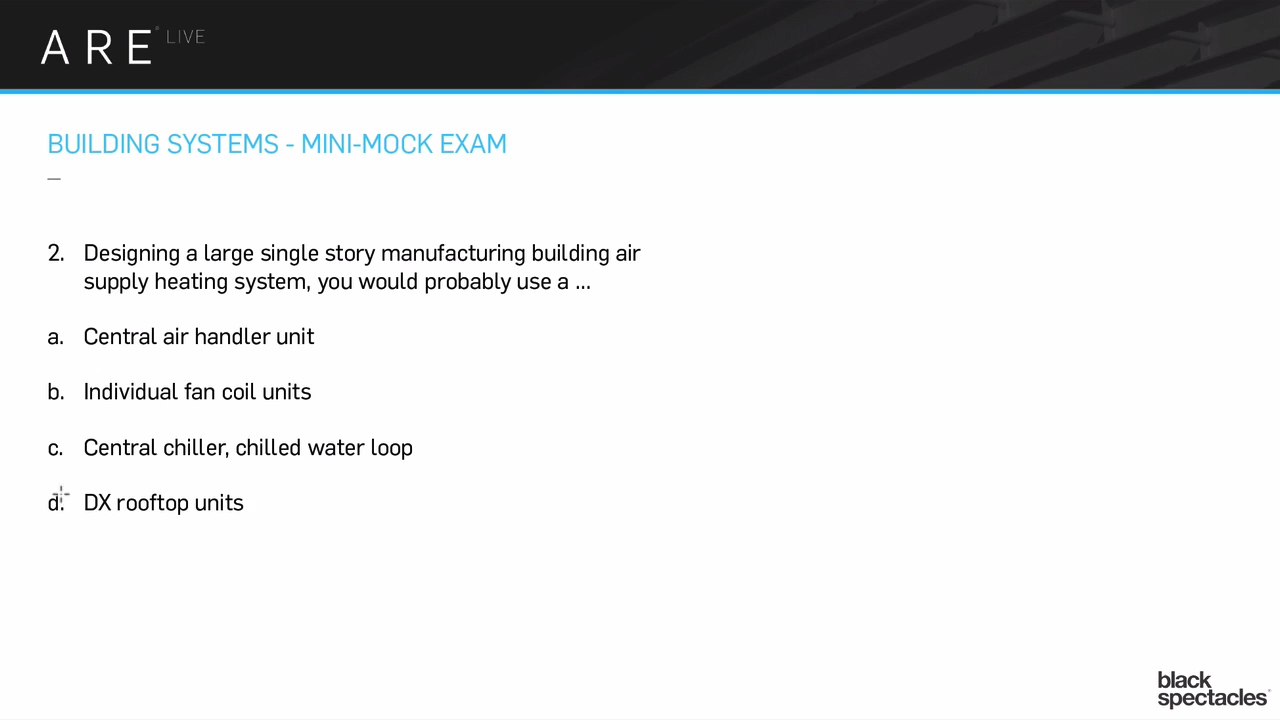 ARE® LIVE
BUILDING SYSTEMS - MINI-MOCK EXAM
—
2. Designing a large single story manufacturing building air
supply heating system, you would probably use a ...
a. Central air handler unit
b. Individual fan coil units
c. Central chiller, chilled water loop
d. DX rooftop units
black
spectacles®